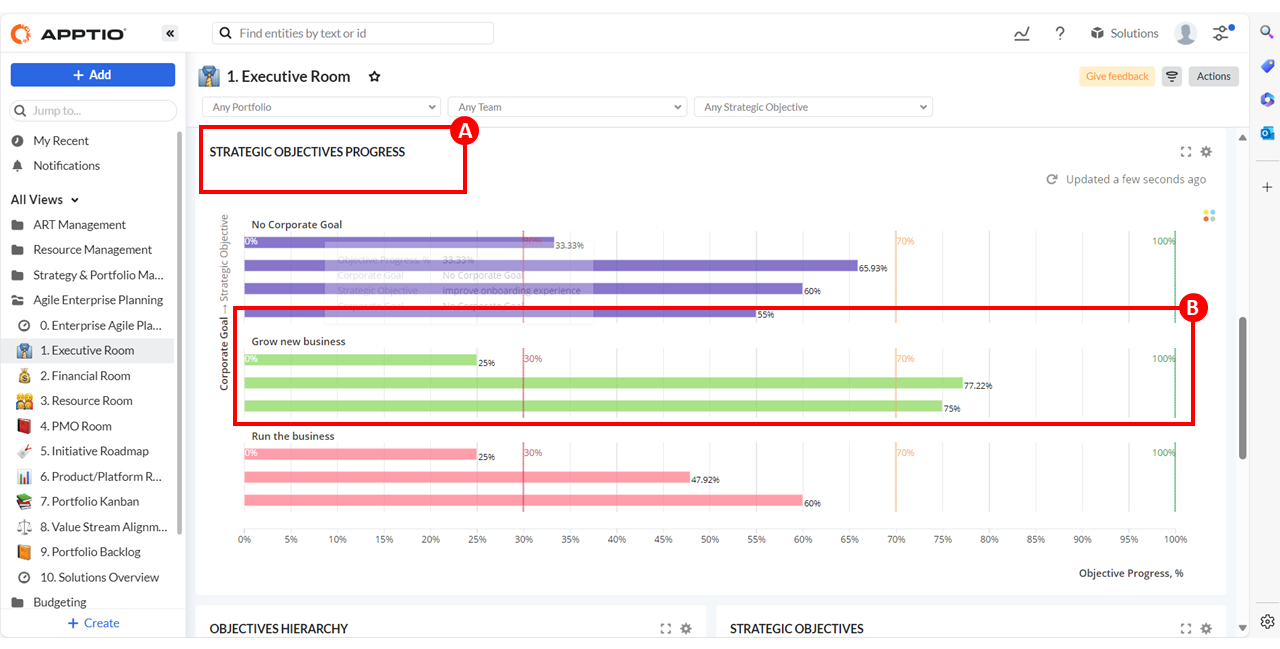 APPTIO
«
Find entities by text or id
?
Solutions
+ Add
1. Executive Room
Give feedback
Actions
Jump to...
Any Portfolio
Any Team
Any Strategic Objective
My Recent
Notifications
All Views
ART Management
Resource Management
Strategy & Portfolio Ma...
Agile Enterprise Planning
0. Enterprise Agile Pla...
1. Executive Room
2. Financial Room
3. Resource Room
4. PMO Room
5. Initiative Roadmap
6. Product/Platform R...
7. Portfolio Kanban
8. Value Stream Alignm...
9. Portfolio Backlog
10. Solutions Overview
Budgeting
+ Create
A
STRATEGIC OBJECTIVES PROGRESS
Updated a few seconds ago
Corporate Goal → Strategic Objective
No Corporate Goal
0%
30%
70%
100%
33.33%
65.93%
60%
55%
Objective Progress, % 33.33%
Corporate Goal No Corporate Goal
Strategic Objective improve onboarding experience
Corporate Goal No Corporate Goal
B
Grow new business
0%
30%
70%
100%
25%
77.22%
75%
Run the business
0%
30%
70%
100%
25%
47.92%
60%
0% 5% 10% 15% 20% 25% 30% 35% 40% 45% 50% 55% 60% 65% 70% 75% 80% 85% 90% 95% 100%
Objective Progress, %
OBJECTIVES HIERARCHY
STRATEGIC OBJECTIVES